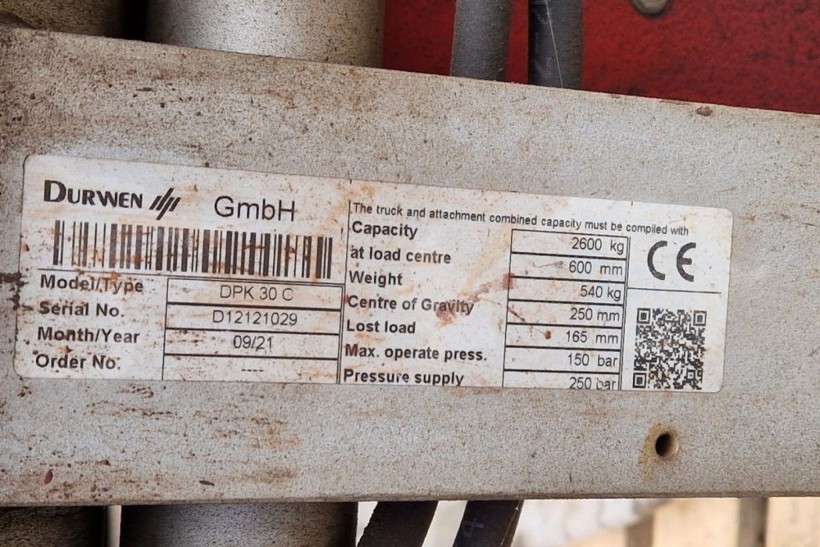 DURWEN GmbH
Model/Type DPK 30 C
Serial No. D12121029
Month/Year 09/21
Order No. ----
The truck and attachment combined capacity must be complied with
Capacity 2600 kg
at load centre 600 mm
Weight 540 kg
Centre of Gravity 250 mm
Lost load 165 mm
Max. operate press. 150 bar
Pressure supply 250 bar
CE